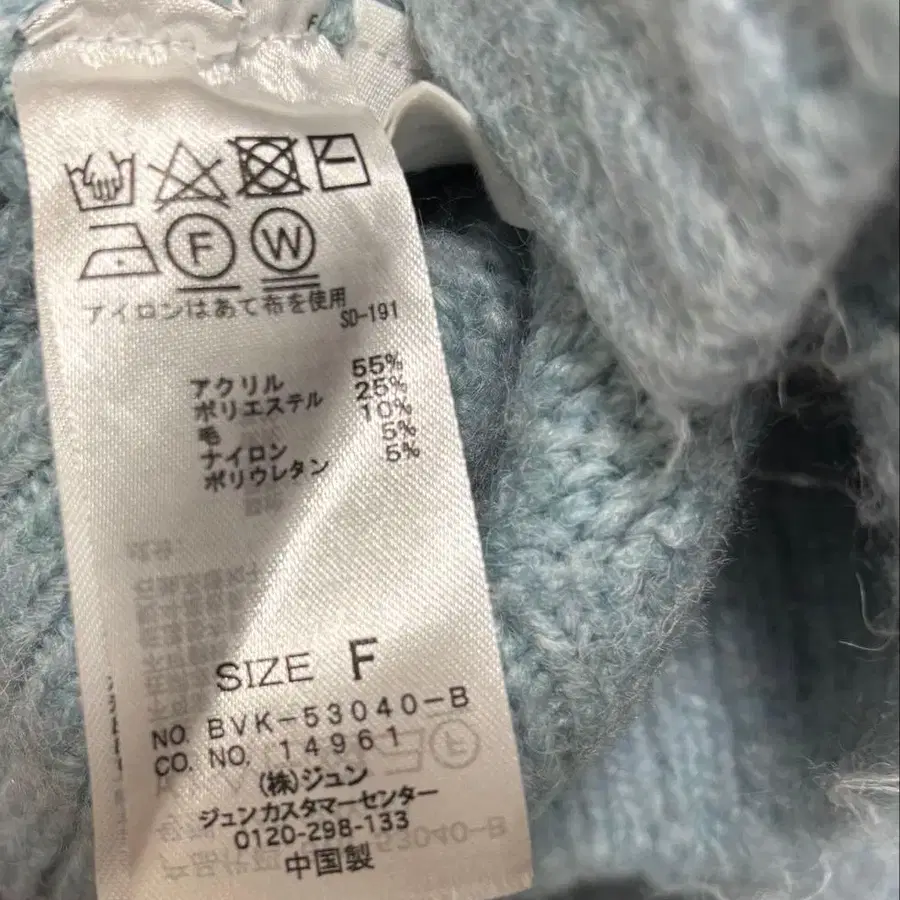 F
W
アイロンはあて布を使用
SD-191
アクリル 55%
ポリエステル 25%
毛 10%
ナイロン 5%
ポリウレタン 5%
SIZE F
NO. BVK-53040-B
CO. NO. 14961
(株)ジュン
ジュンカスタマーセンター
0120-298-133
中国製